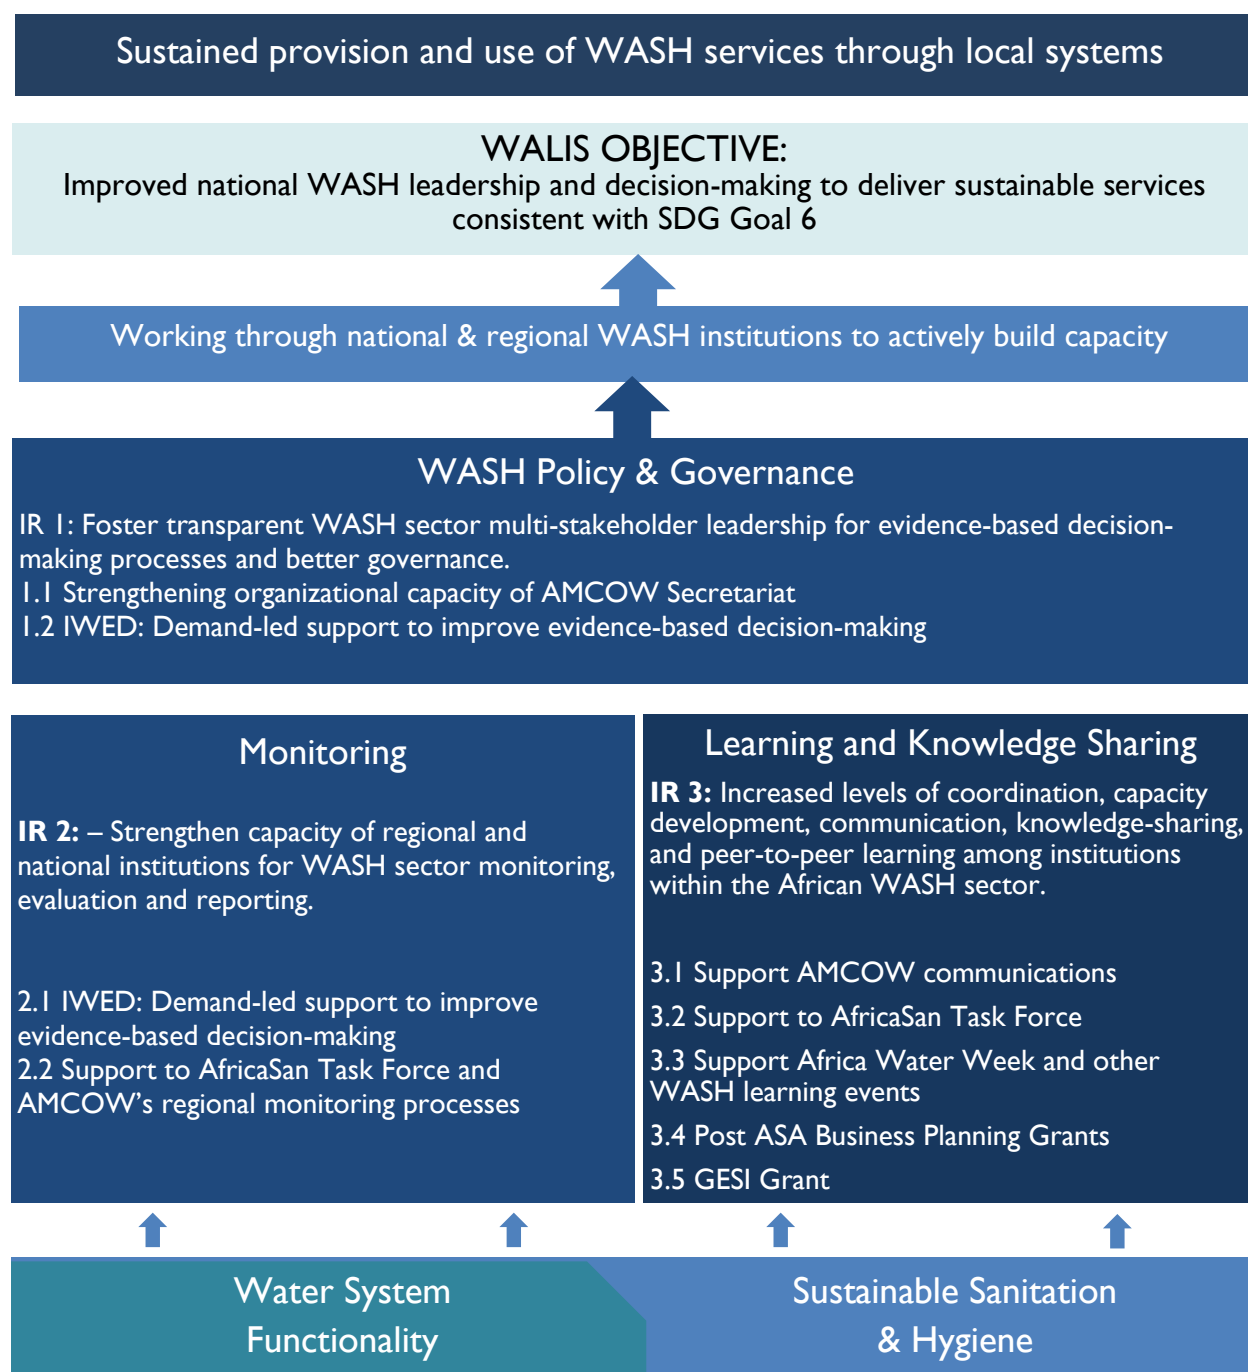 Sustained provision and use of WASH services through local systems
WALIS OBJECTIVE:
Improved national WASH leadership and decision-making to deliver sustainable services
consistent with SDG Goal 6
Working through national & regional WASH institutions to actively build capacity
WASH Policy & Governance
IR 1: Foster transparent WASH sector multi-stakeholder leadership for evidence-based decision-
making processes and better governance.
1.1 Strengthening organizational capacity of AMCOW Secretariat
1.2 IWED: Demand-led support to improve evidence-based decision-making
Monitoring
IR 2: – Strengthen capacity of regional and
national institutions for WASH sector monitoring,
evaluation and reporting.
2.1 IWED: Demand-led support to improve
evidence-based decision-making
2.2 Support to AfricaSan Task Force and
AMCOW’s regional monitoring processes
Learning and Knowledge Sharing
IR 3: Increased levels of coordination, capacity
development, communication, knowledge-sharing,
and peer-to-peer learning among institutions
within the African WASH sector.
3.1 Support AMCOW communications
3.2 Support to AfricaSan Task Force
3.3 Support Africa Water Week and other
WASH learning events
3.4 Post ASA Business Planning Grants
3.5 GESI Grant
Water System
Functionality
Sustainable Sanitation
& Hygiene